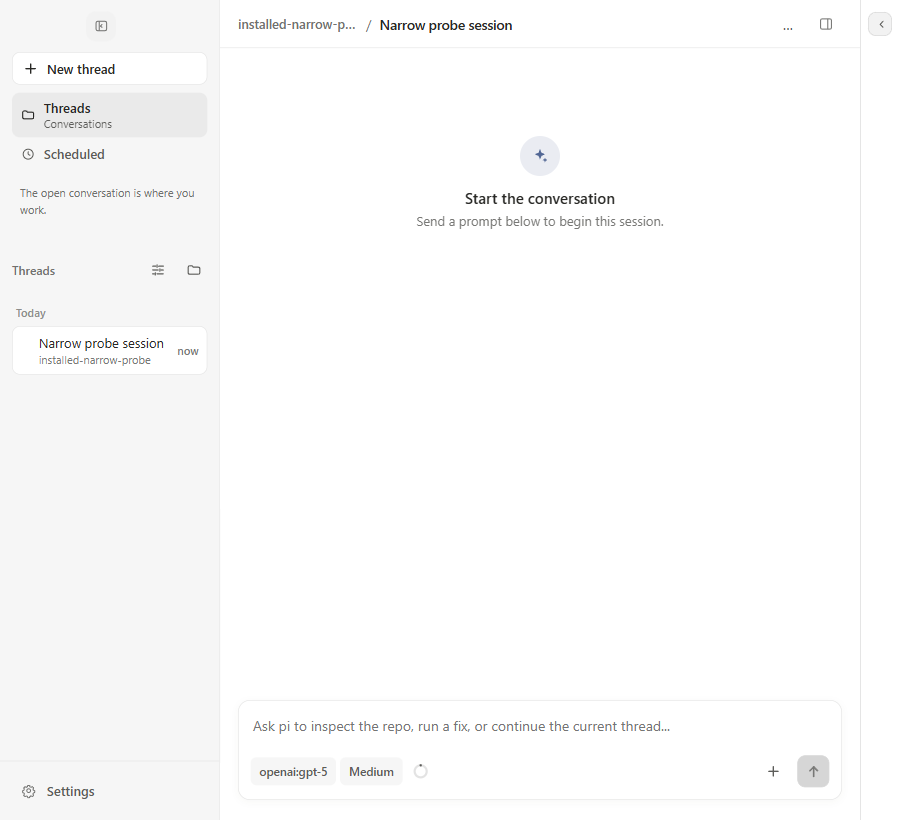 New thread
Threads
Conversations
Scheduled
The open conversation is where you
work.
Threads
Today
Narrow probe session
installed-narrow-probe
now
Settings
installed-narrow-p... / Narrow probe session
...
Start the conversation
Send a prompt below to begin this session.
Ask pi to inspect the repo, run a fix, or continue the current thread...
openai:gpt-5 Medium